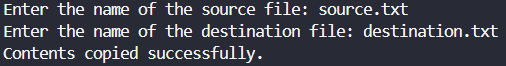 Enter the name of the source file: source.txt
Enter the name of the destination file: destination.txt
Contents copied successfully.